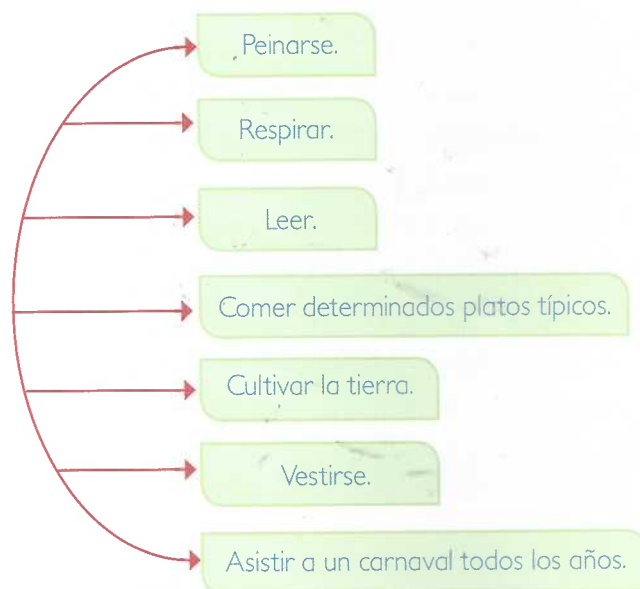 Peinarse.
Respirar.
Leer.
Comer determinados platos típicos.
Cultivar la tierra.
Vestirse.
Asistir a un carnaval todos los años.